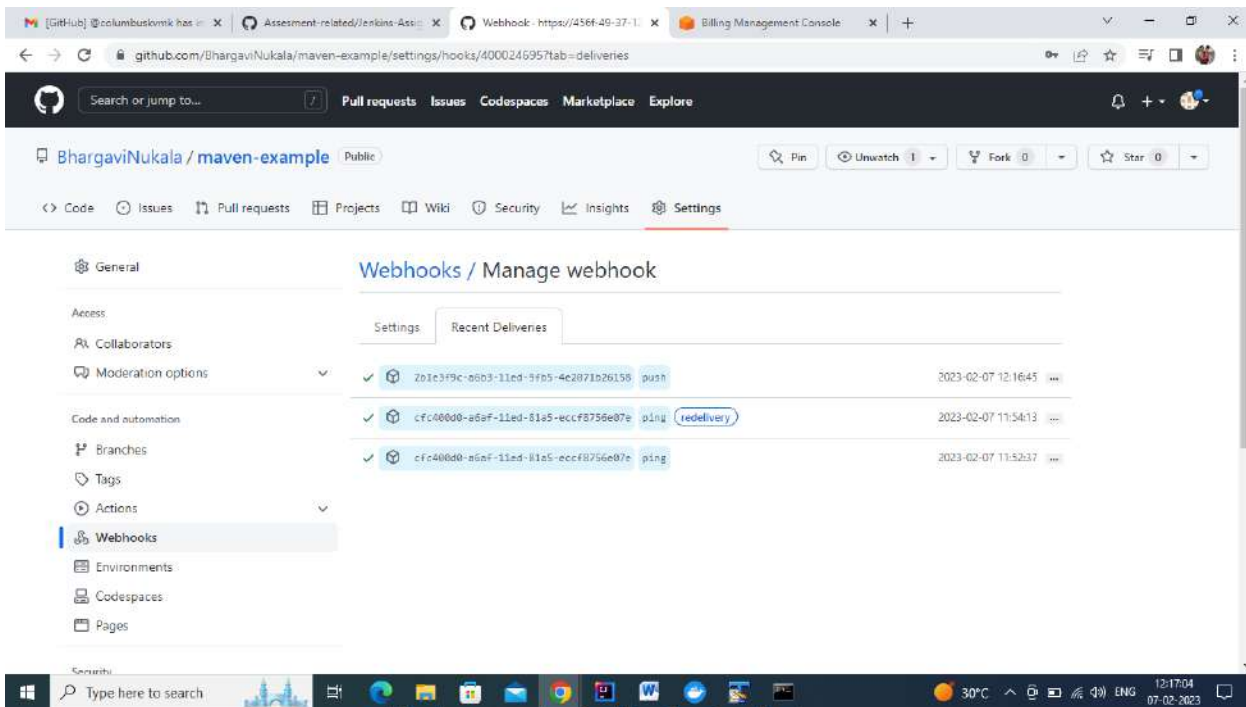 [GitHub] @columbuskvmk has in
Assesment-related/Jenkins-Assig
Webhook - https://456f-49-37-1
Billing Management Console
github.com/BhargaviNukala/maven-example/settings/hooks/400024695?tab=deliveries
Search or jump to... /
Pull requests Issues Codespaces Marketplace Explore
BhargaviNukala / maven-example Public
Pin Unwatch 1 Fork 0 Star 0
Code Issues Pull requests Projects Wiki Security Insights Settings
General
Access
Collaborators
Moderation options
Code and automation
Branches
Tags
Actions
Webhooks
Environments
Codespaces
Pages
Security
Webhooks / Manage webhook
Settings Recent Deliveries
push 2023-02-07 12:16:45 ...
cfc400d0-a6af-11ed-81a5-eccf8756e07e ping redelivery 2023-02-07 11:54:13 ...
cfc400d0-a6af-11ed-81a5-eccf8756e07e ping 2023-02-07 11:52:37 ...
Type here to search
30°C ENG
12:17:04
07-02-2023